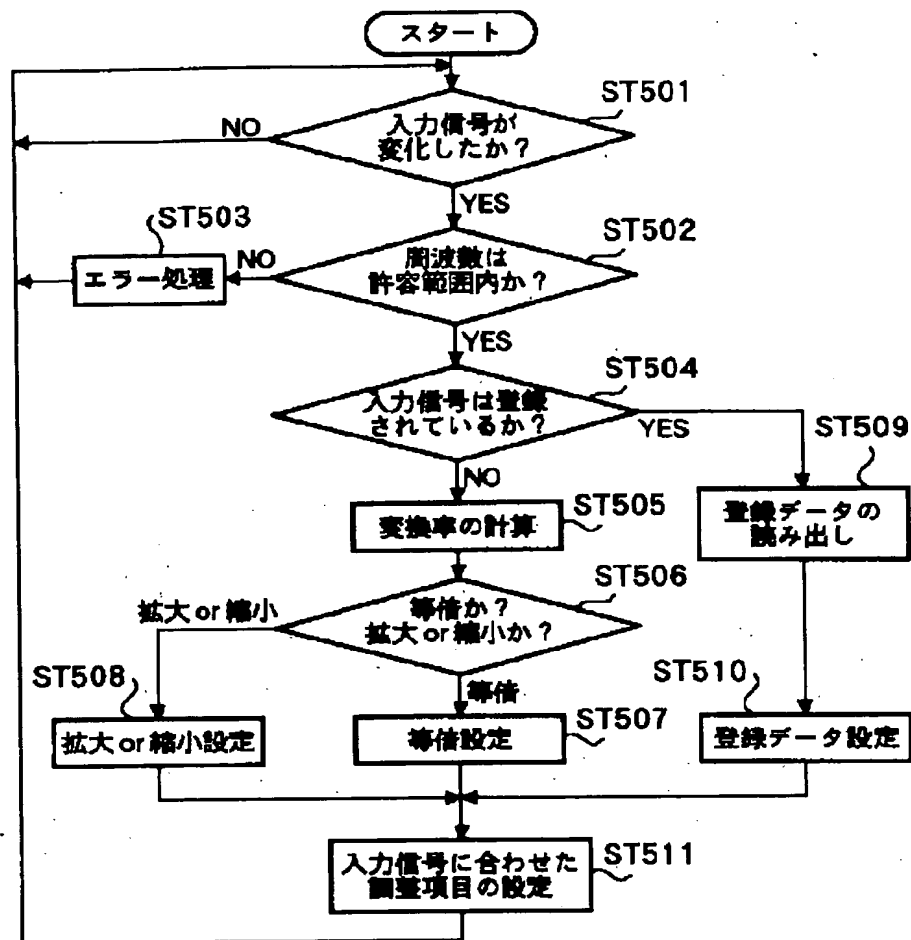 スタート
ST501
入力信号が
変化したか？
NO
YES
ST503
ST502
エラー処理
NO
周波数は
許容範囲内か？
YES
ST504
入力信号は登録
されているか？
YES
ST509
NO
ST505
変換率の計算
登録データの
読み出し
ST506
拡大or縮小
等倍か？
拡大or縮小か？
ST508
等倍
ST507
ST510
拡大or縮小設定
等倍設定
登録データ設定
入力信号に合わせた
調整項目の設定
ST511